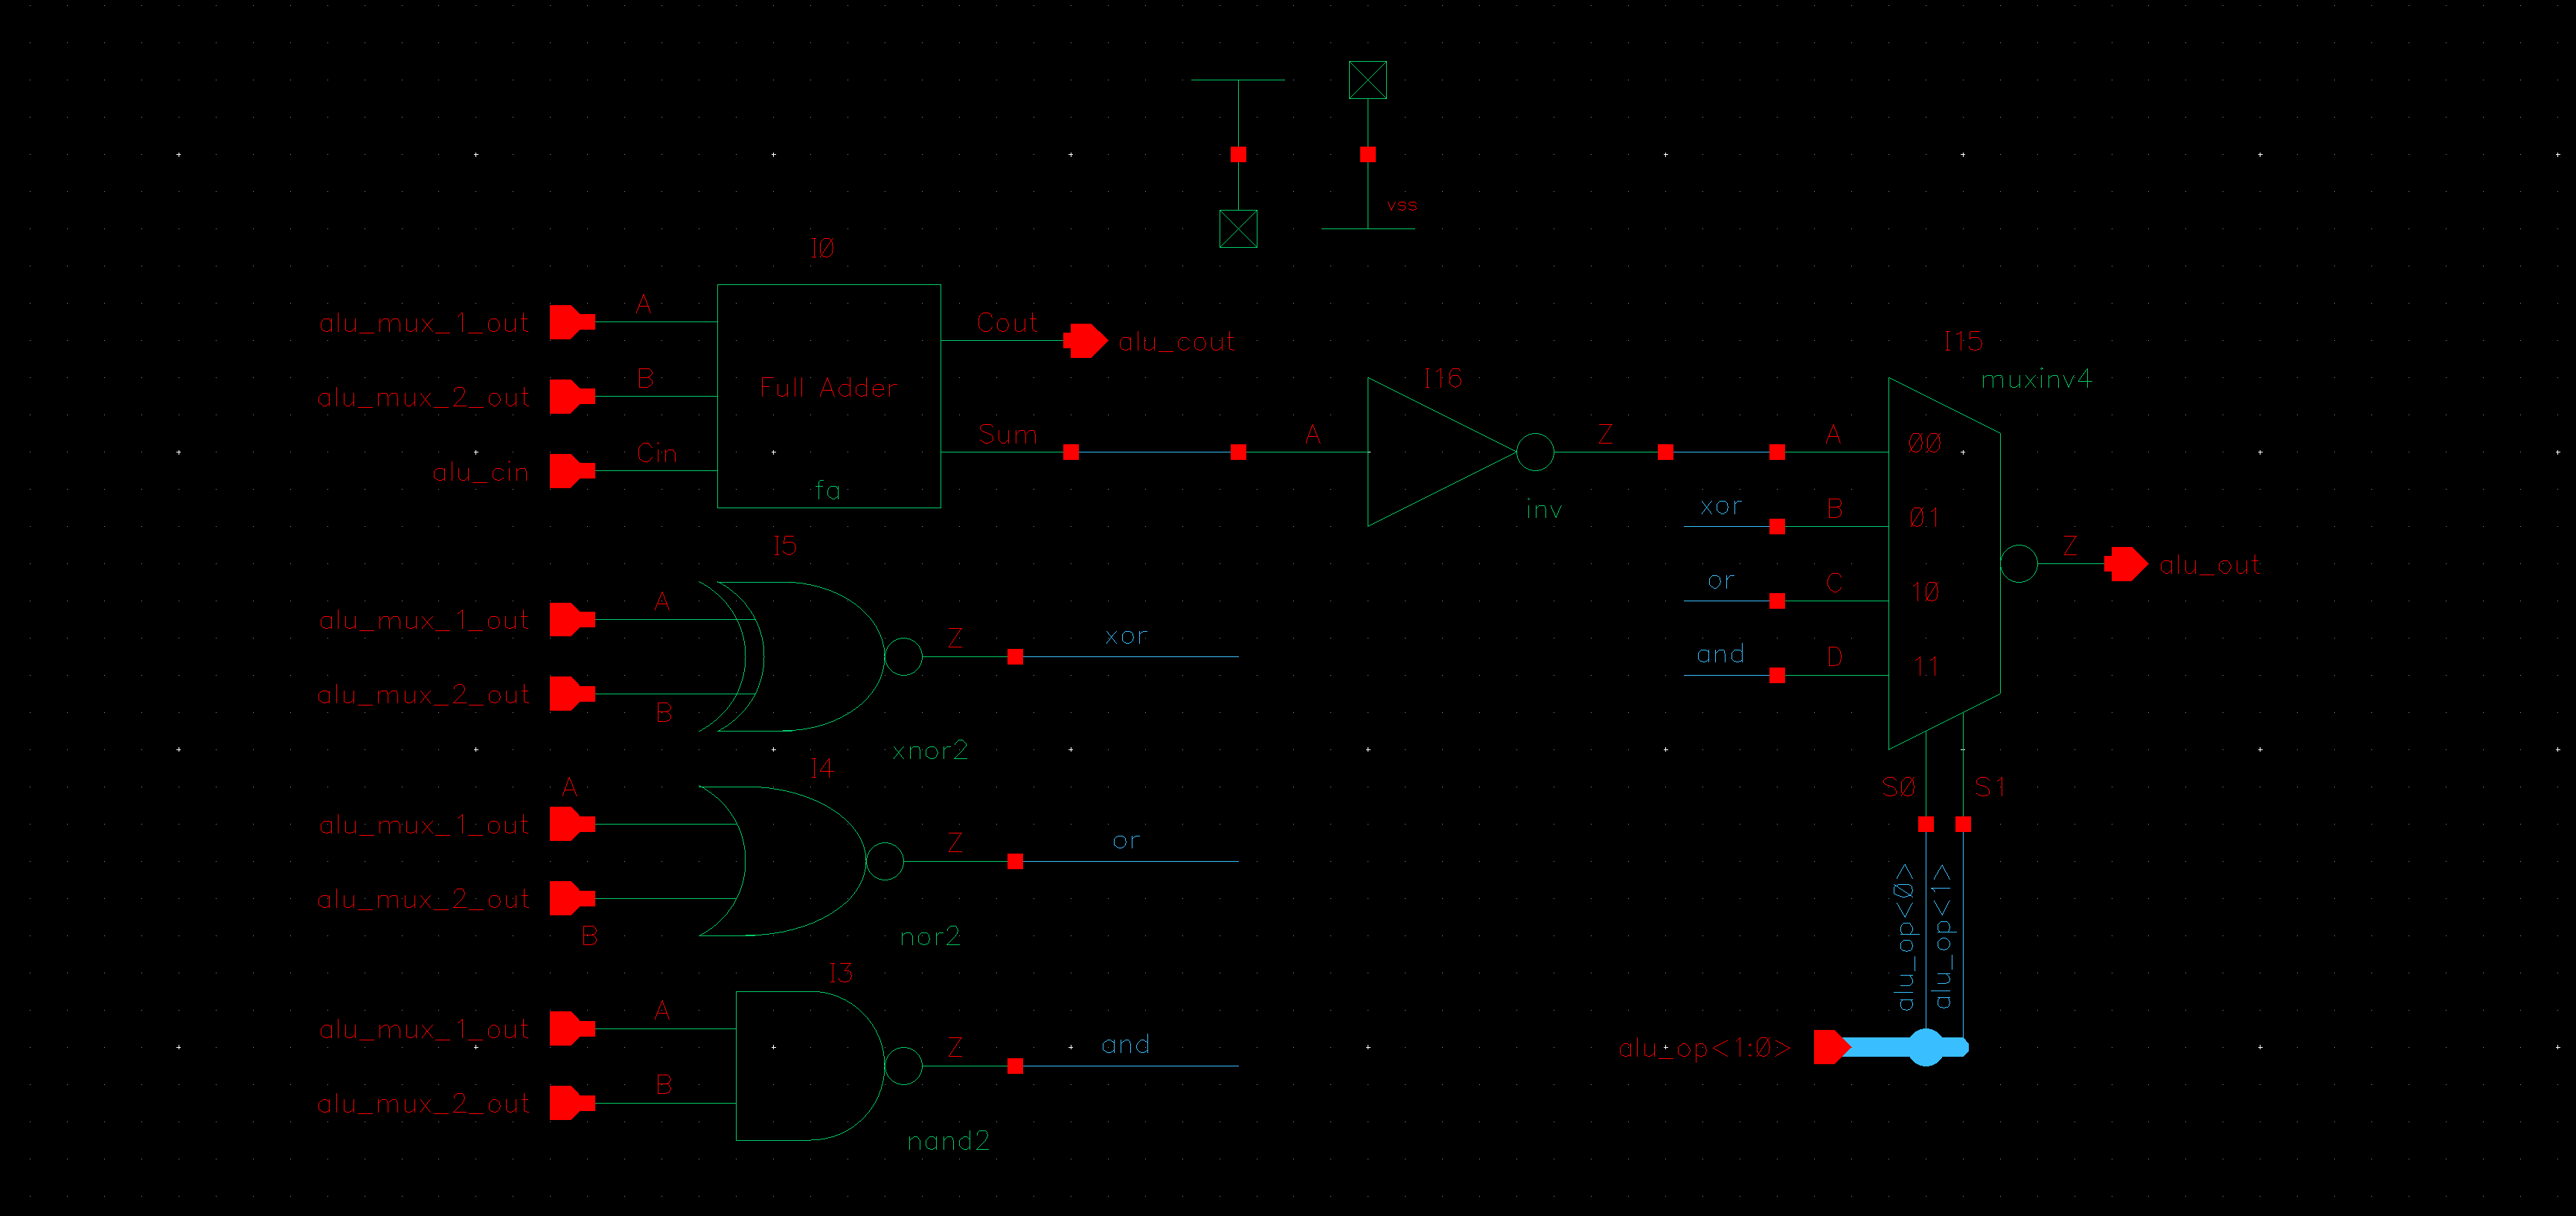 vss
I0
alu_mux_1_out A
alu_mux_2_out B
alu_cin Cin
Full Adder
fa
Cout alu_cout
Sum
A
I16
Z
inv
I15
muxinv4
A 00
xor B 01
or C 10
and D 11
Z alu_out
S0 S1
alu_op<0>
alu_op<1>
alu_op<1:0>
I5
alu_mux_1_out A
alu_mux_2_out B
Z xor
xnor2
I4
A
alu_mux_1_out
alu_mux_2_out
B
Z or
nor2
I3
alu_mux_1_out A
alu_mux_2_out B
Z and
nand2